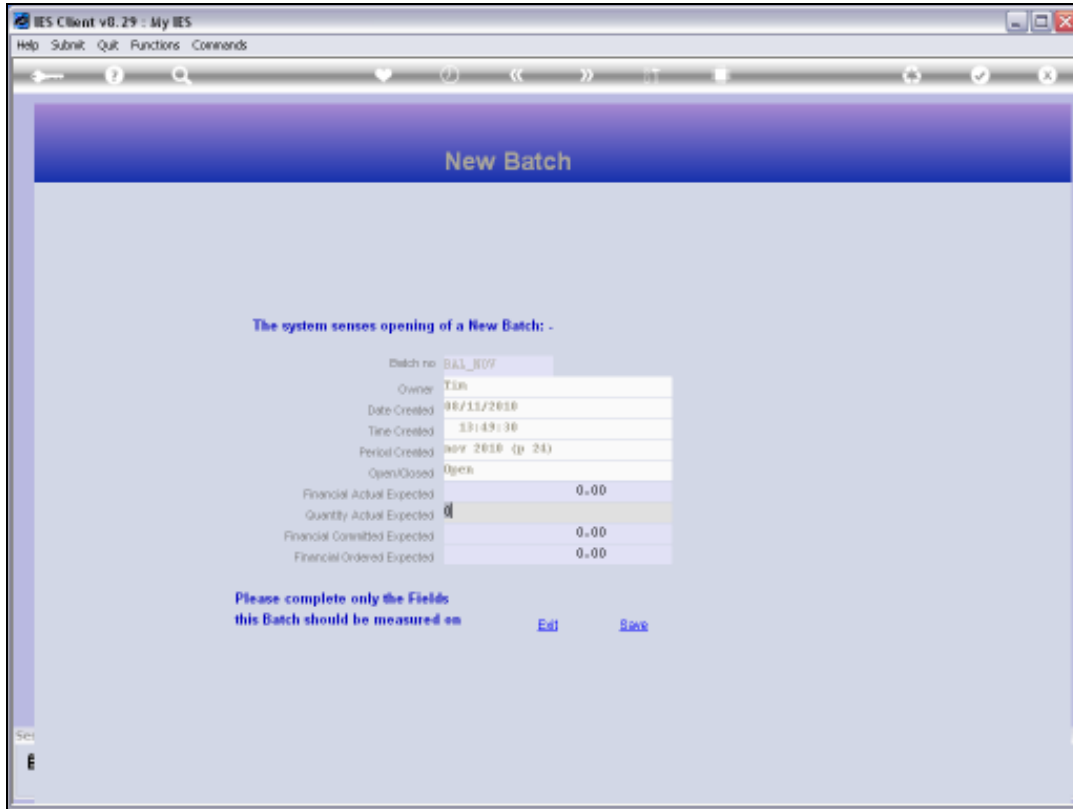 IES Client v8.29 : My IES
Help Submit Quit Functions Commands
New Batch
The system senses opening of a New Batch: -
Batch no BAL_NOV
Owner Tim
Date Created 08/11/2010
Time Created 13:49:30
Period Created nov 2010 (p 24)
Open/Closed Open
Financial Actual Expected 0.00
Quantity Actual Expected 0
Financial Committed Expected 0.00
Financial Ordered Expected 0.00
Please complete only the Fields
this Batch should be measured on
Exit Save